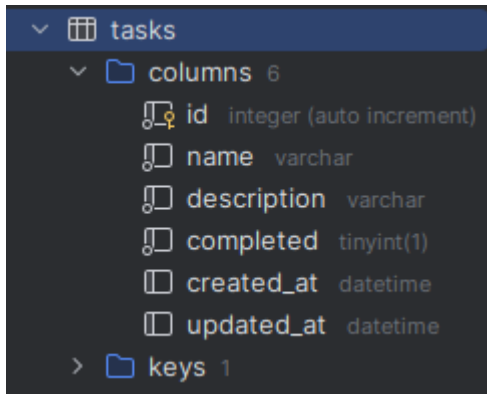 tasks
columns 6
id integer (auto increment)
name varchar
description varchar
completed tinyint(1)
created_at datetime
updated_at datetime
keys 1